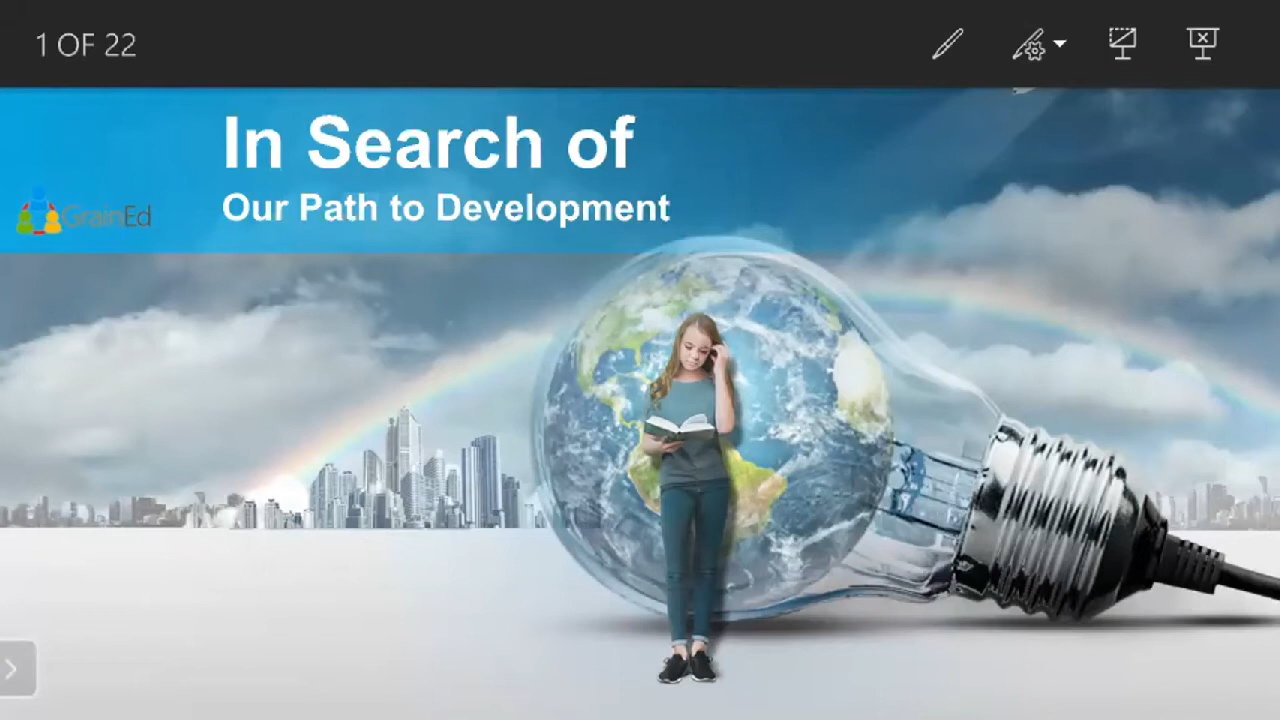 1 OF 22
In Search of
Our Path to Development
GrainEd